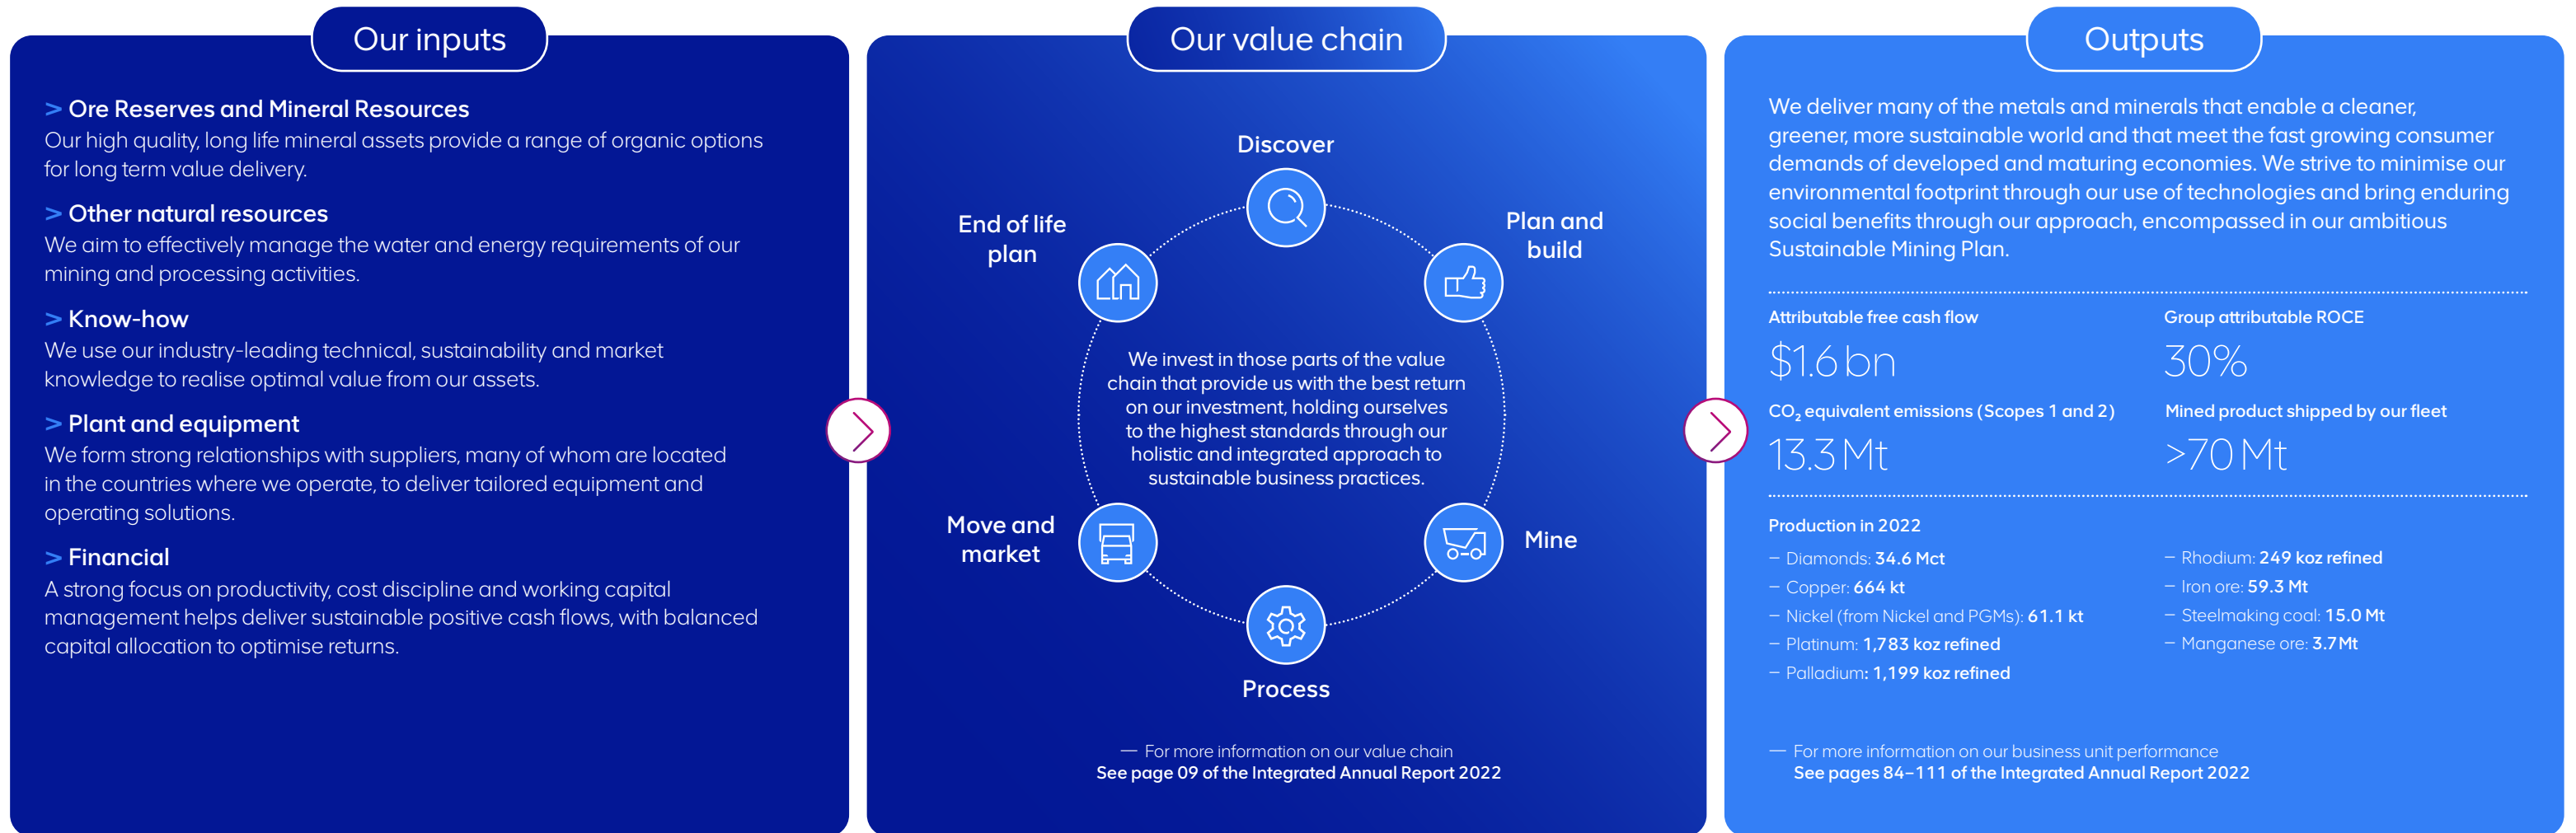 Our inputs
> Ore Reserves and Mineral Resources
Our high quality, long life mineral assets provide a range of organic options
for long term value delivery.
> Other natural resources
We aim to effectively manage the water and energy requirements of our
mining and processing activities.
> Know-how
We use our industry-leading technical, sustainability and market
knowledge to realise optimal value from our assets.
> Plant and equipment
We form strong relationships with suppliers, many of whom are located
in the countries where we operate, to deliver tailored equipment and
operating solutions.
> Financial
A strong focus on productivity, cost discipline and working capital
management helps deliver sustainable positive cash flows, with balanced
capital allocation to optimise returns.
Our value chain
Discover
Plan and
build
Mine
Process
Move and
market
End of life
plan
We invest in those parts of the value
chain that provide us with the best return
on our investment, holding ourselves
to the highest standards through our
holistic and integrated approach to
sustainable business practices.
— For more information on our value chain
See page 09 of the Integrated Annual Report 2022
Outputs
We deliver many of the metals and minerals that enable a cleaner,
greener, more sustainable world and that meet the fast growing consumer
demands of developed and maturing economies. We strive to minimise our
environmental footprint through our use of technologies and bring enduring
social benefits through our approach, encompassed in our ambitious
Sustainable Mining Plan.
Attributable free cash flow
$1.6 bn
Group attributable ROCE
30%
CO₂ equivalent emissions (Scopes 1 and 2)
13.3 Mt
Mined product shipped by our fleet
>70 Mt
Production in 2022
– Diamonds: 34.6 Mct
– Copper: 664 kt
– Nickel (from Nickel and PGMs): 61.1 kt
– Platinum: 1,783 koz refined
– Palladium: 1,199 koz refined
– Rhodium: 249 koz refined
– Iron ore: 59.3 Mt
– Steelmaking coal: 15.0 Mt
– Manganese ore: 3.7Mt
— For more information on our business unit performance
See pages 84–111 of the Integrated Annual Report 2022